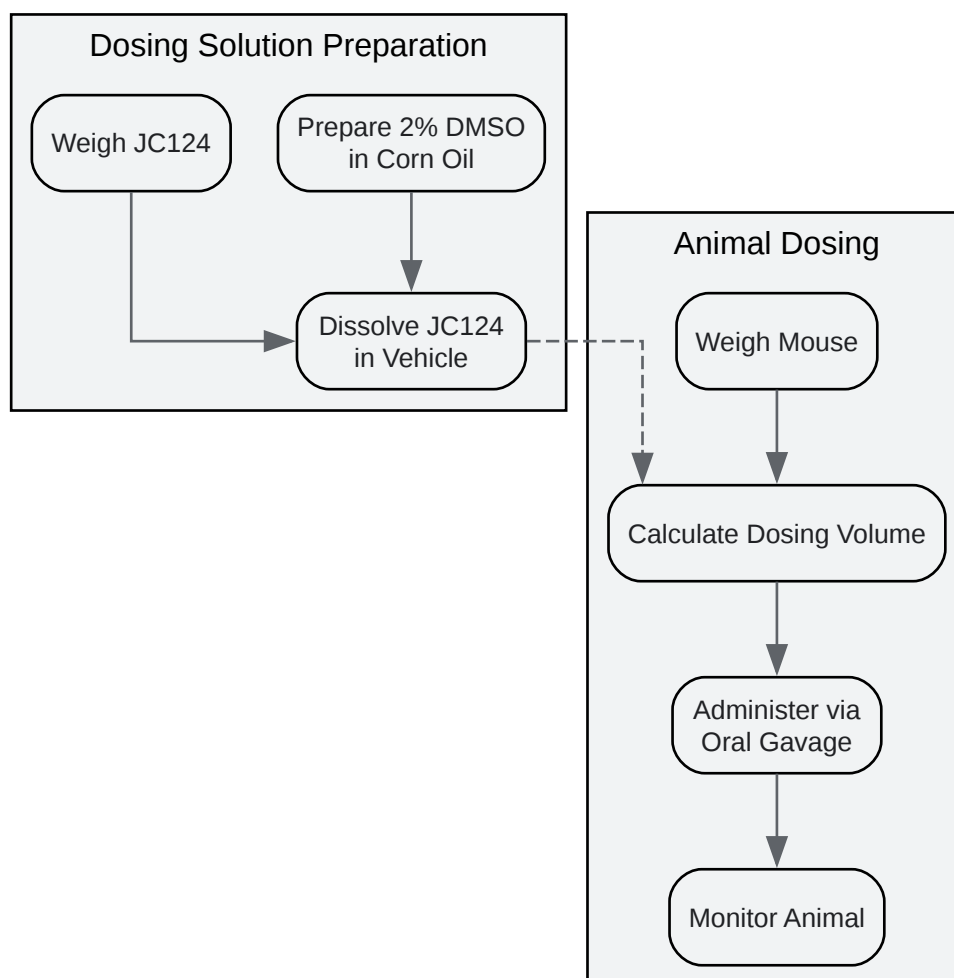 Dosing Solution Preparation
Weigh JC124
Prepare 2% DMSO
in Corn Oil
Dissolve JC124
in Vehicle
Animal Dosing
Weigh Mouse
Calculate Dosing Volume
Administer via
Oral Gavage
Monitor Animal